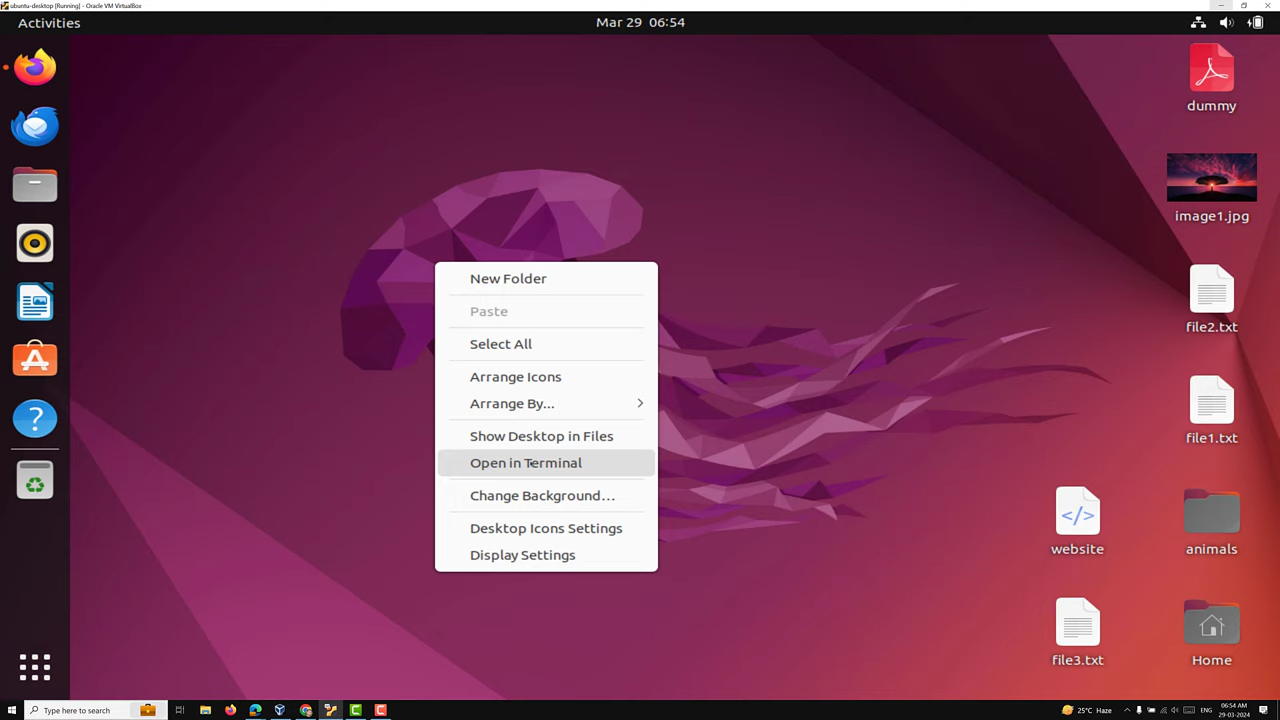 ubuntu-desktop [Running] - Oracle VM VirtualBox
Activities
Mar 29 06:54
dummy
image1.jpg
file2.txt
file1.txt
website
animals
file3.txt
Home
New Folder
Paste
Select All
Arrange Icons
Arrange By...
Show Desktop in Files
Open in Terminal
Change Background...
Desktop Icons Settings
Display Settings
Type here to search
25°C Haze
ENG
06:54 AM
29-03-2024